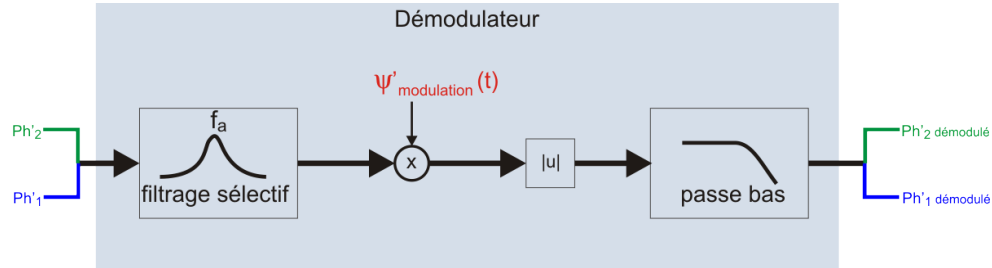 Démodulateur
Ψ'modulation(t)
fa
Ph'2
Ph'2 démodulé
x
|u|
filtrage sélectif
passe bas
Ph'1
Ph'1 démodulé